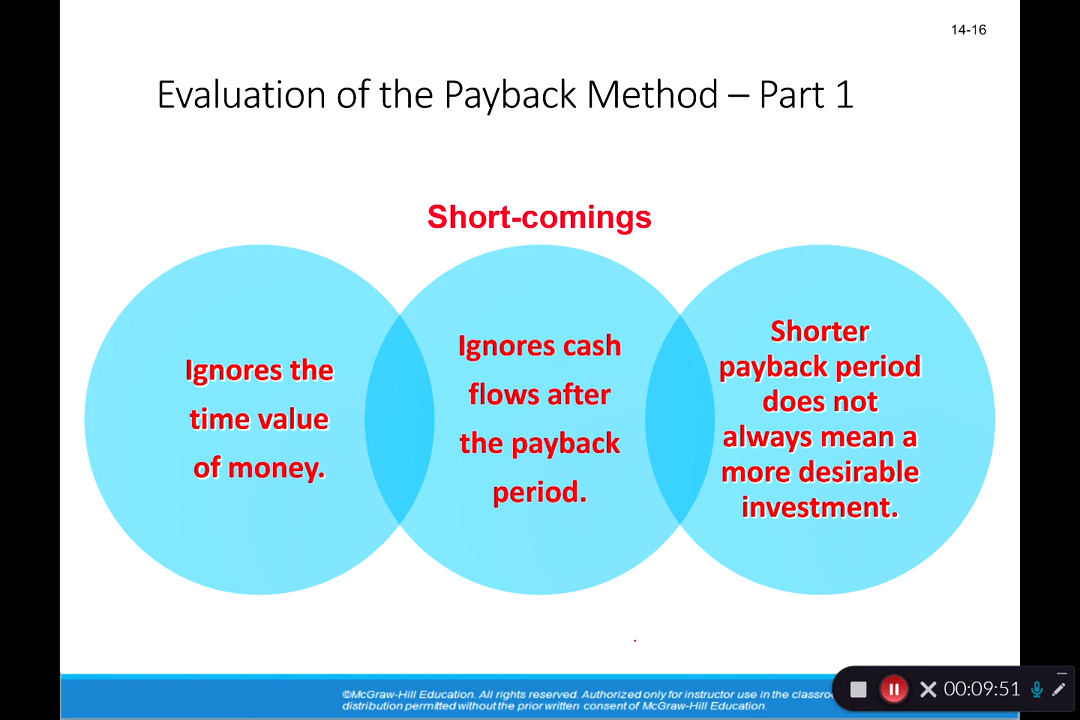 14-16
Evaluation of the Payback Method – Part 1
Short-comings
Ignores the
time value
of money.
Ignores cash
flows after
the payback
period.
Shorter
payback period
does not
always mean a
more desirable
investment.
©McGraw-Hill Education. All rights reserved. Authorized only for instructor use in the
distribution permitted without the prior written consent of McGraw-Hill Education.
00:09:51